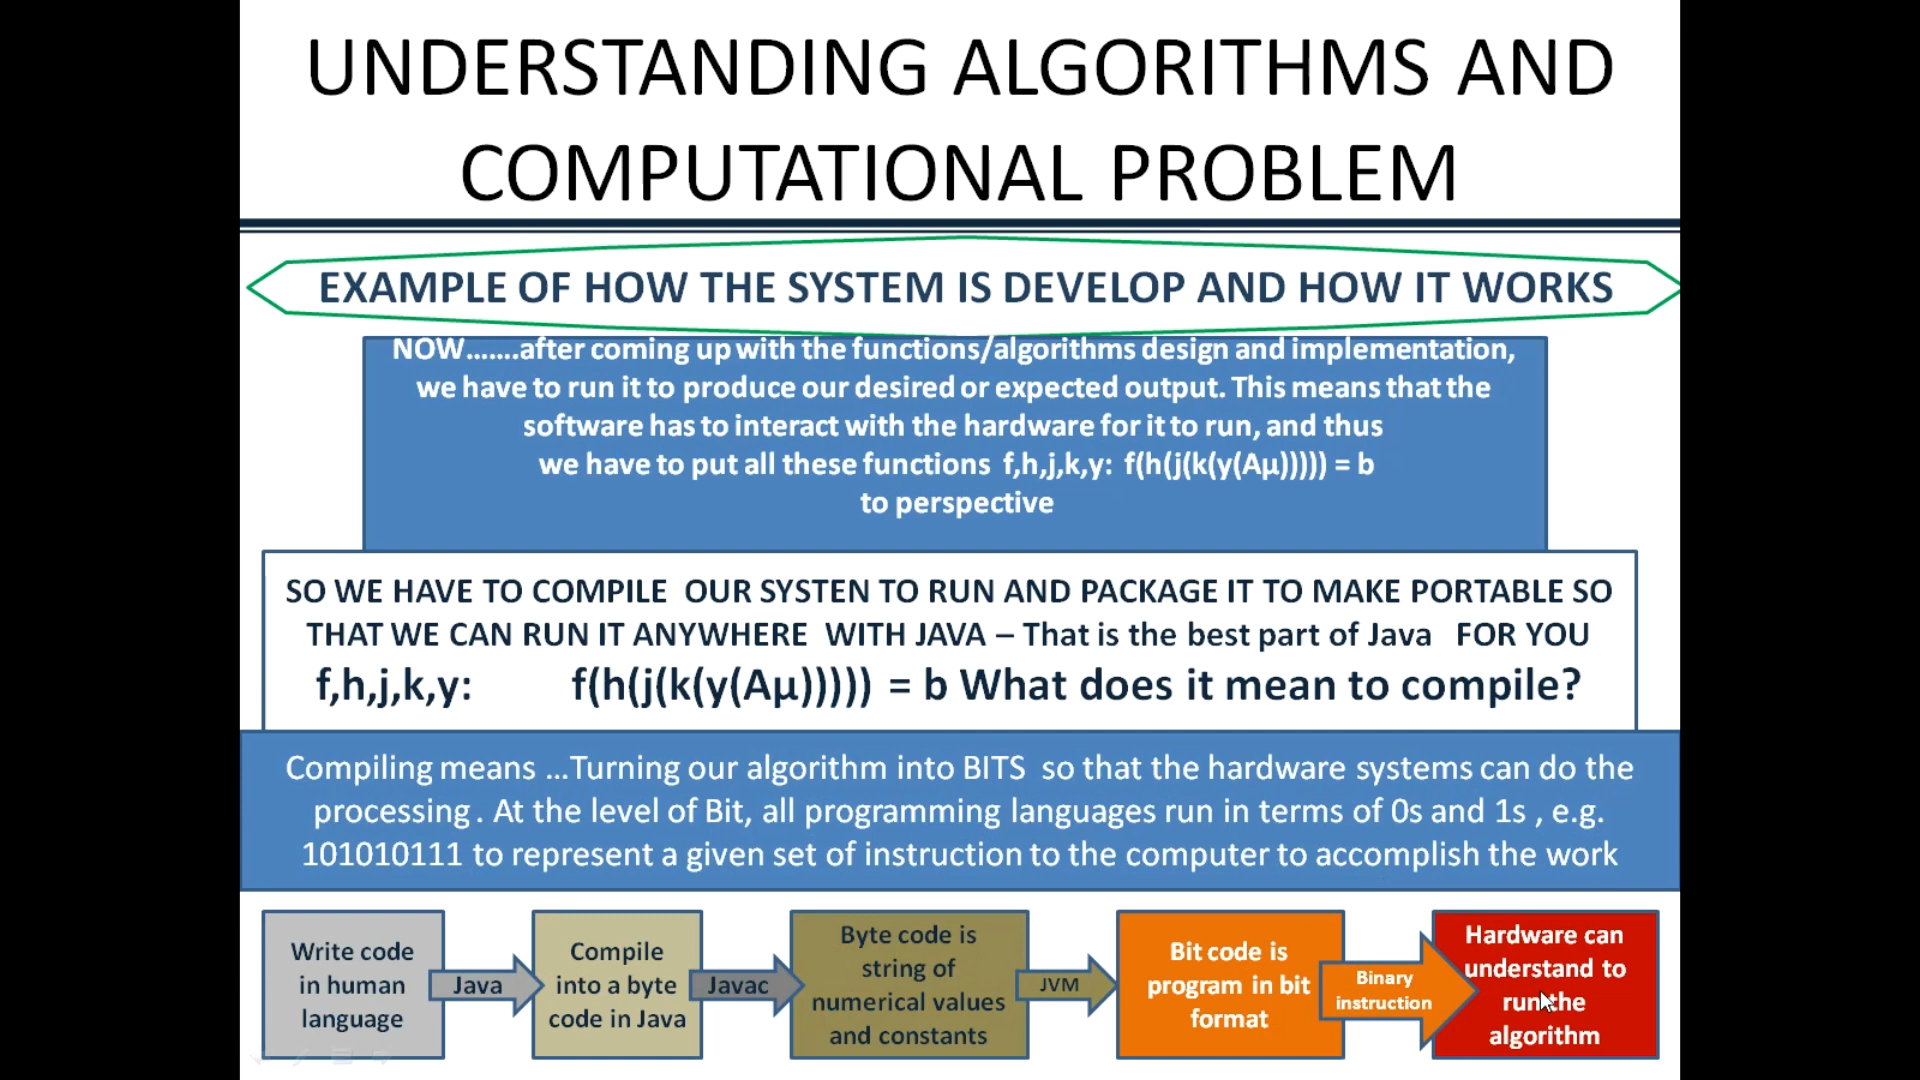 UNDERSTANDING ALGORITHMS AND
COMPUTATIONAL PROBLEM
EXAMPLE OF HOW THE SYSTEM IS DEVELOP AND HOW IT WORKS
NOW.......after coming up with the functions/algorithms design and implementation,
we have to run it to produce our desired or expected output. This means that the
software has to interact with the hardware for it to run, and thus
we have to put all these functions f,h,j,k,y: f(h(j(k(y(Aμ))))) = b
to perspective
SO WE HAVE TO COMPILE OUR SYSTEN TO RUN AND PACKAGE IT TO MAKE PORTABLE SO
THAT WE CAN RUN IT ANYWHERE WITH JAVA – That is the best part of Java FOR YOU
f,h,j,k,y: f(h(j(k(y(Aμ))))) = b What does it mean to compile?
Compiling means ...Turning our algorithm into BITS so that the hardware systems can do the
processing . At the level of Bit, all programming languages run in terms of 0s and 1s , e.g.
101010111 to represent a given set of instruction to the computer to accomplish the work
Write code
in human
language
Java
Compile
into a byte
code in Java
Javac
Byte code is
string of
numerical values
and constants
JVM
Bit code is
program in bit
format
Binary
instruction
Hardware can
understand to
run the
algorithm